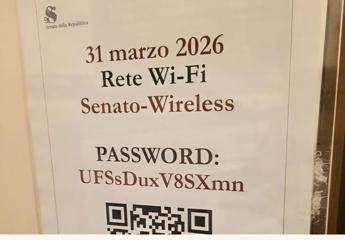 Senato della Repubblica
31 marzo 2026
Rete Wi-Fi
Senato-Wireless
PASSWORD:
UFSsDuxV8SXmn